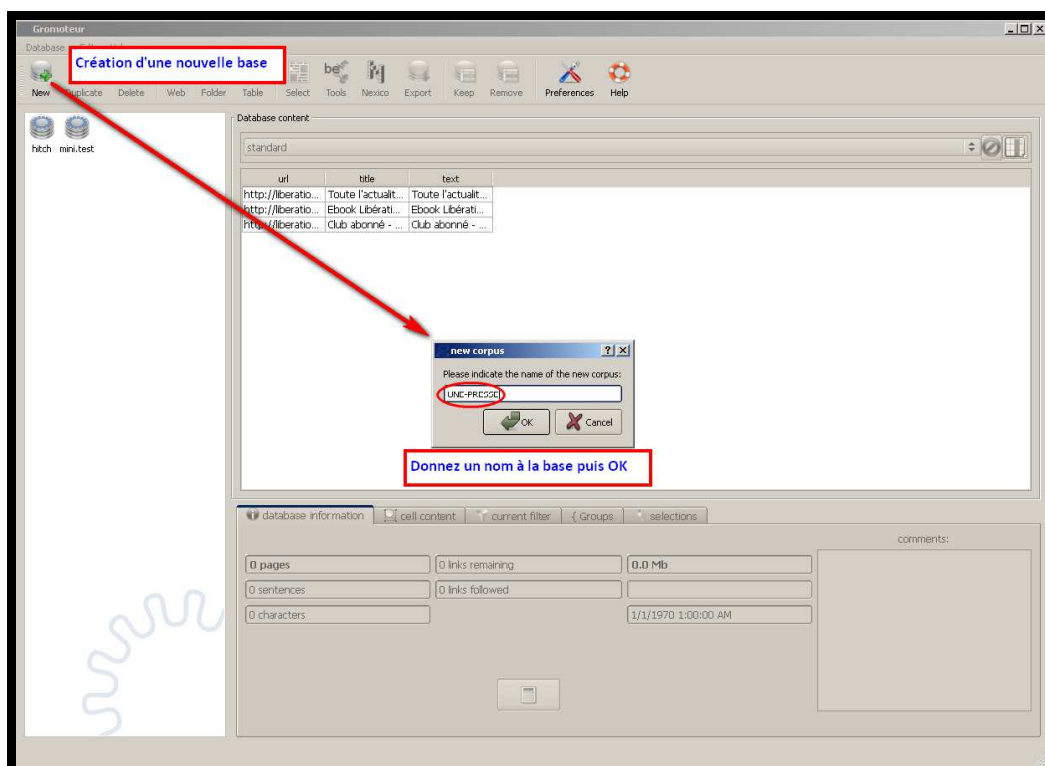 Gromoteur
Database
Création d'une nouvelle base
New Duplicate Delete Web Folder Table Select Tools Nexico Export Keep Remove Preferences Help
hitch mini.test
Database content
standard
url title text
http://liberatio... Toute l'actualit... Toute l'actualit...
http://liberatio... Ebook Libérati... Ebook Libérati...
http://liberatio... Club abonné - ... Club abonné - ...
new corpus
Please indicate the name of the new corpus:
UNE-PRESSE
OK Cancel
Donnez un nom à la base puis OK
database information cell content current filter { Groups selections
comments:
0 pages 0 links remaining 0.0 Mb
0 sentences 0 links followed
0 characters 1/1/1970 1:00:00 AM